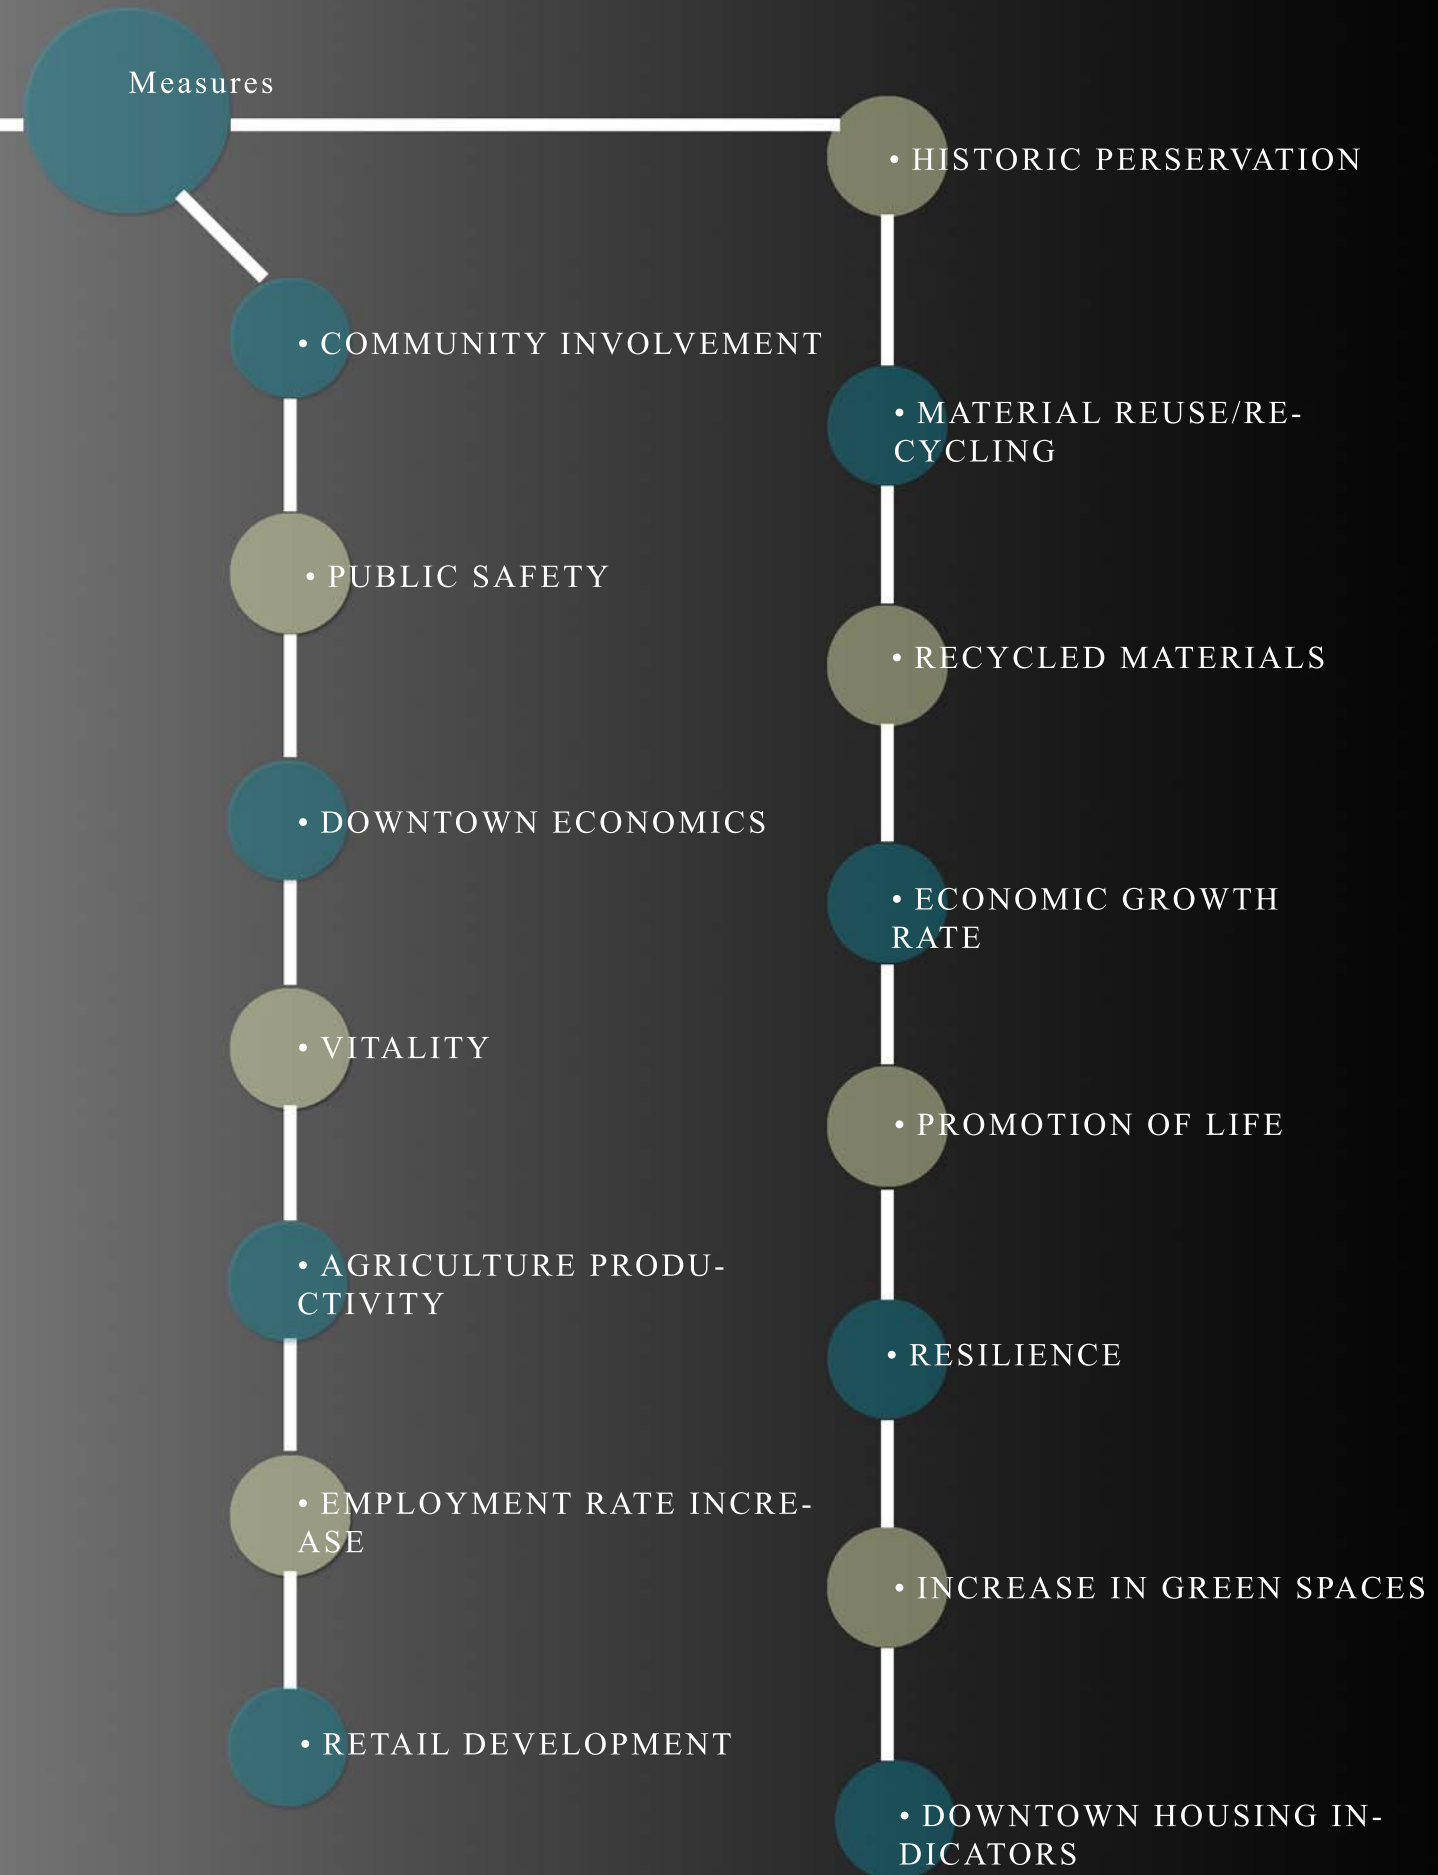 Measures
• COMMUNITY INVOLVEMENT
• PUBLIC SAFETY
• DOWNTOWN ECONOMICS
• VITALITY
• AGRICULTURE PRODU-
CTIVITY
• EMPLOYMENT RATE INCRE-
ASE
• RETAIL DEVELOPMENT
• HISTORIC PERSERVATION
• MATERIAL REUSE/RE-
CYCLING
• RECYCLED MATERIALS
• ECONOMIC GROWTH
RATE
• PROMOTION OF LIFE
• RESILIENCE
• INCREASE IN GREEN SPACES
• DOWNTOWN HOUSING IN-
DICATORS